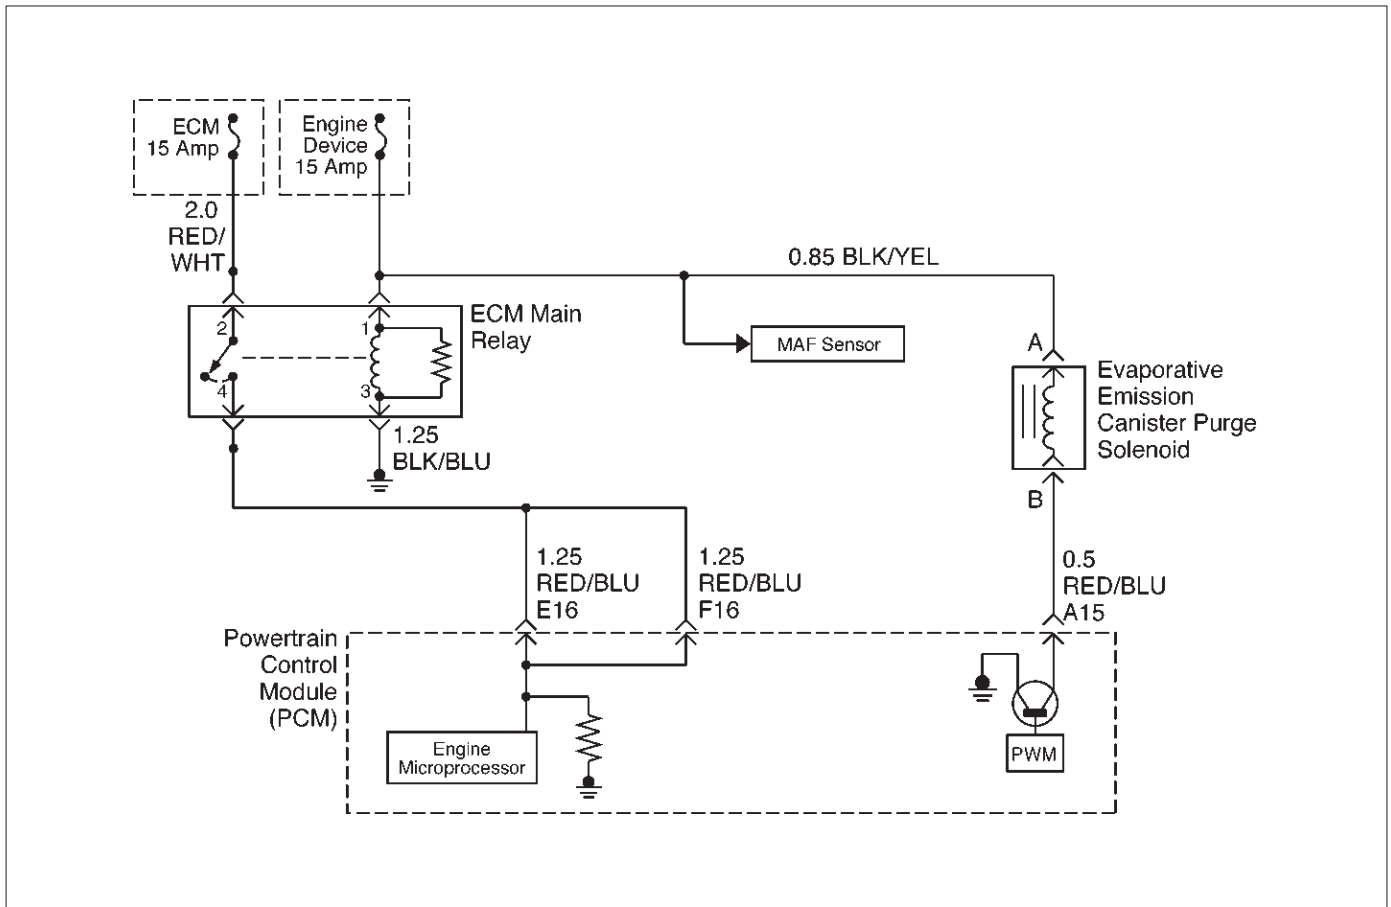 ECM
15 Amp
Engine
Device
15 Amp
2.0
RED/
WHT
0.85 BLK/YEL
ECM Main
Relay
2
1
4
3
MAF Sensor
A
Evaporative
Emission
Canister Purge
Solenoid
B
1.25
BLK/BLU
1.25
RED/BLU
E16
1.25
RED/BLU
F16
0.5
RED/BLU
A15
Powertrain
Control
Module
(PCM)
Engine
Microprocessor
PWM